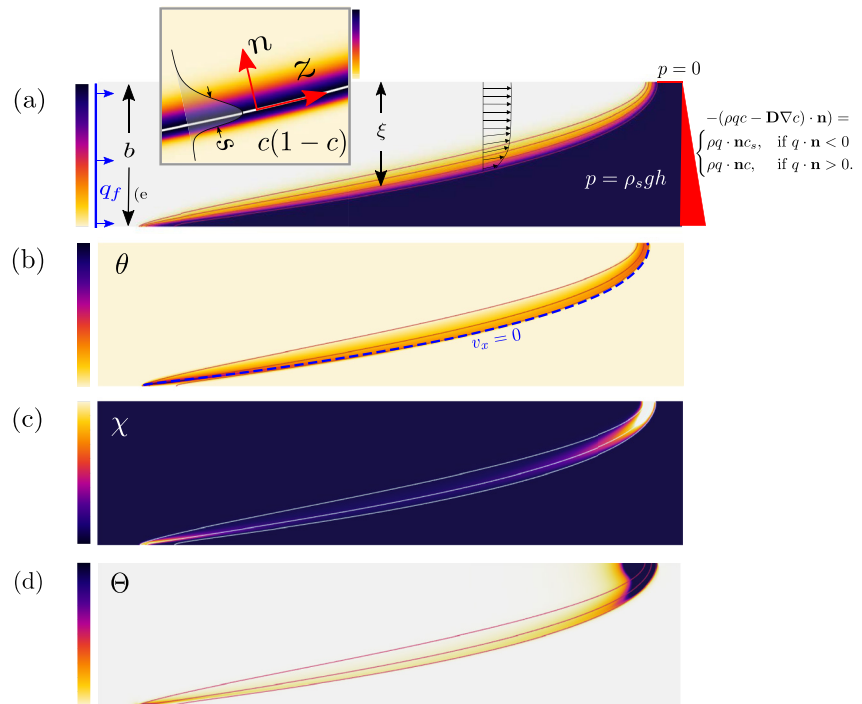 n
z
s
c(1 − c)
(a)
b
q_f
(e
ξ
p = 0
p = ρ_s gh
−(ρqc − D∇c) · n) =
{ρq · nc_s, if q · n < 0
ρq · nc, if q · n > 0.
(b)
θ
v_x = 0
(c)
χ
(d)
Θ